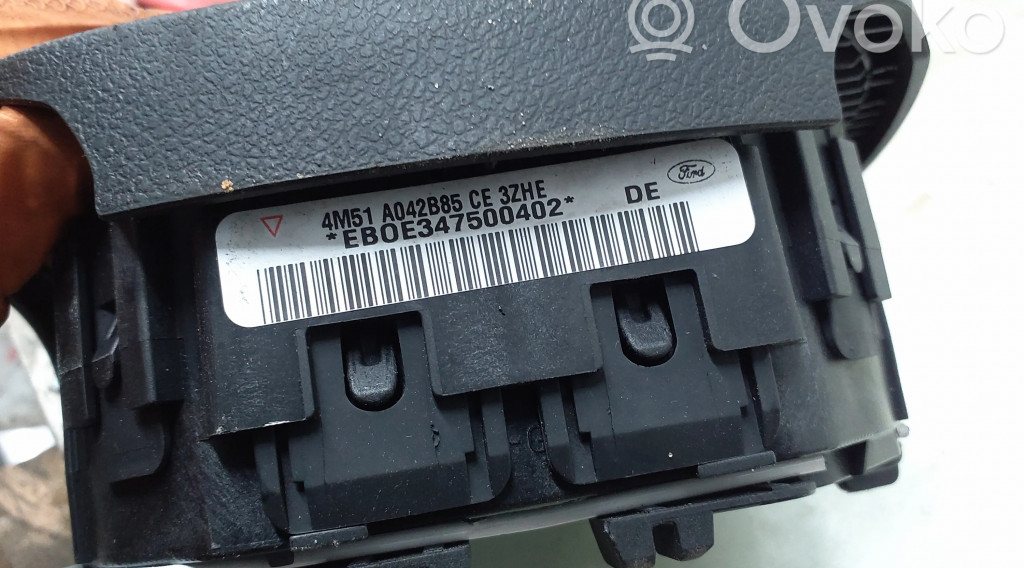 Ovoko
Ford
4M51 A042B85 CE 3ZHE
DE
*EB0E347500402*